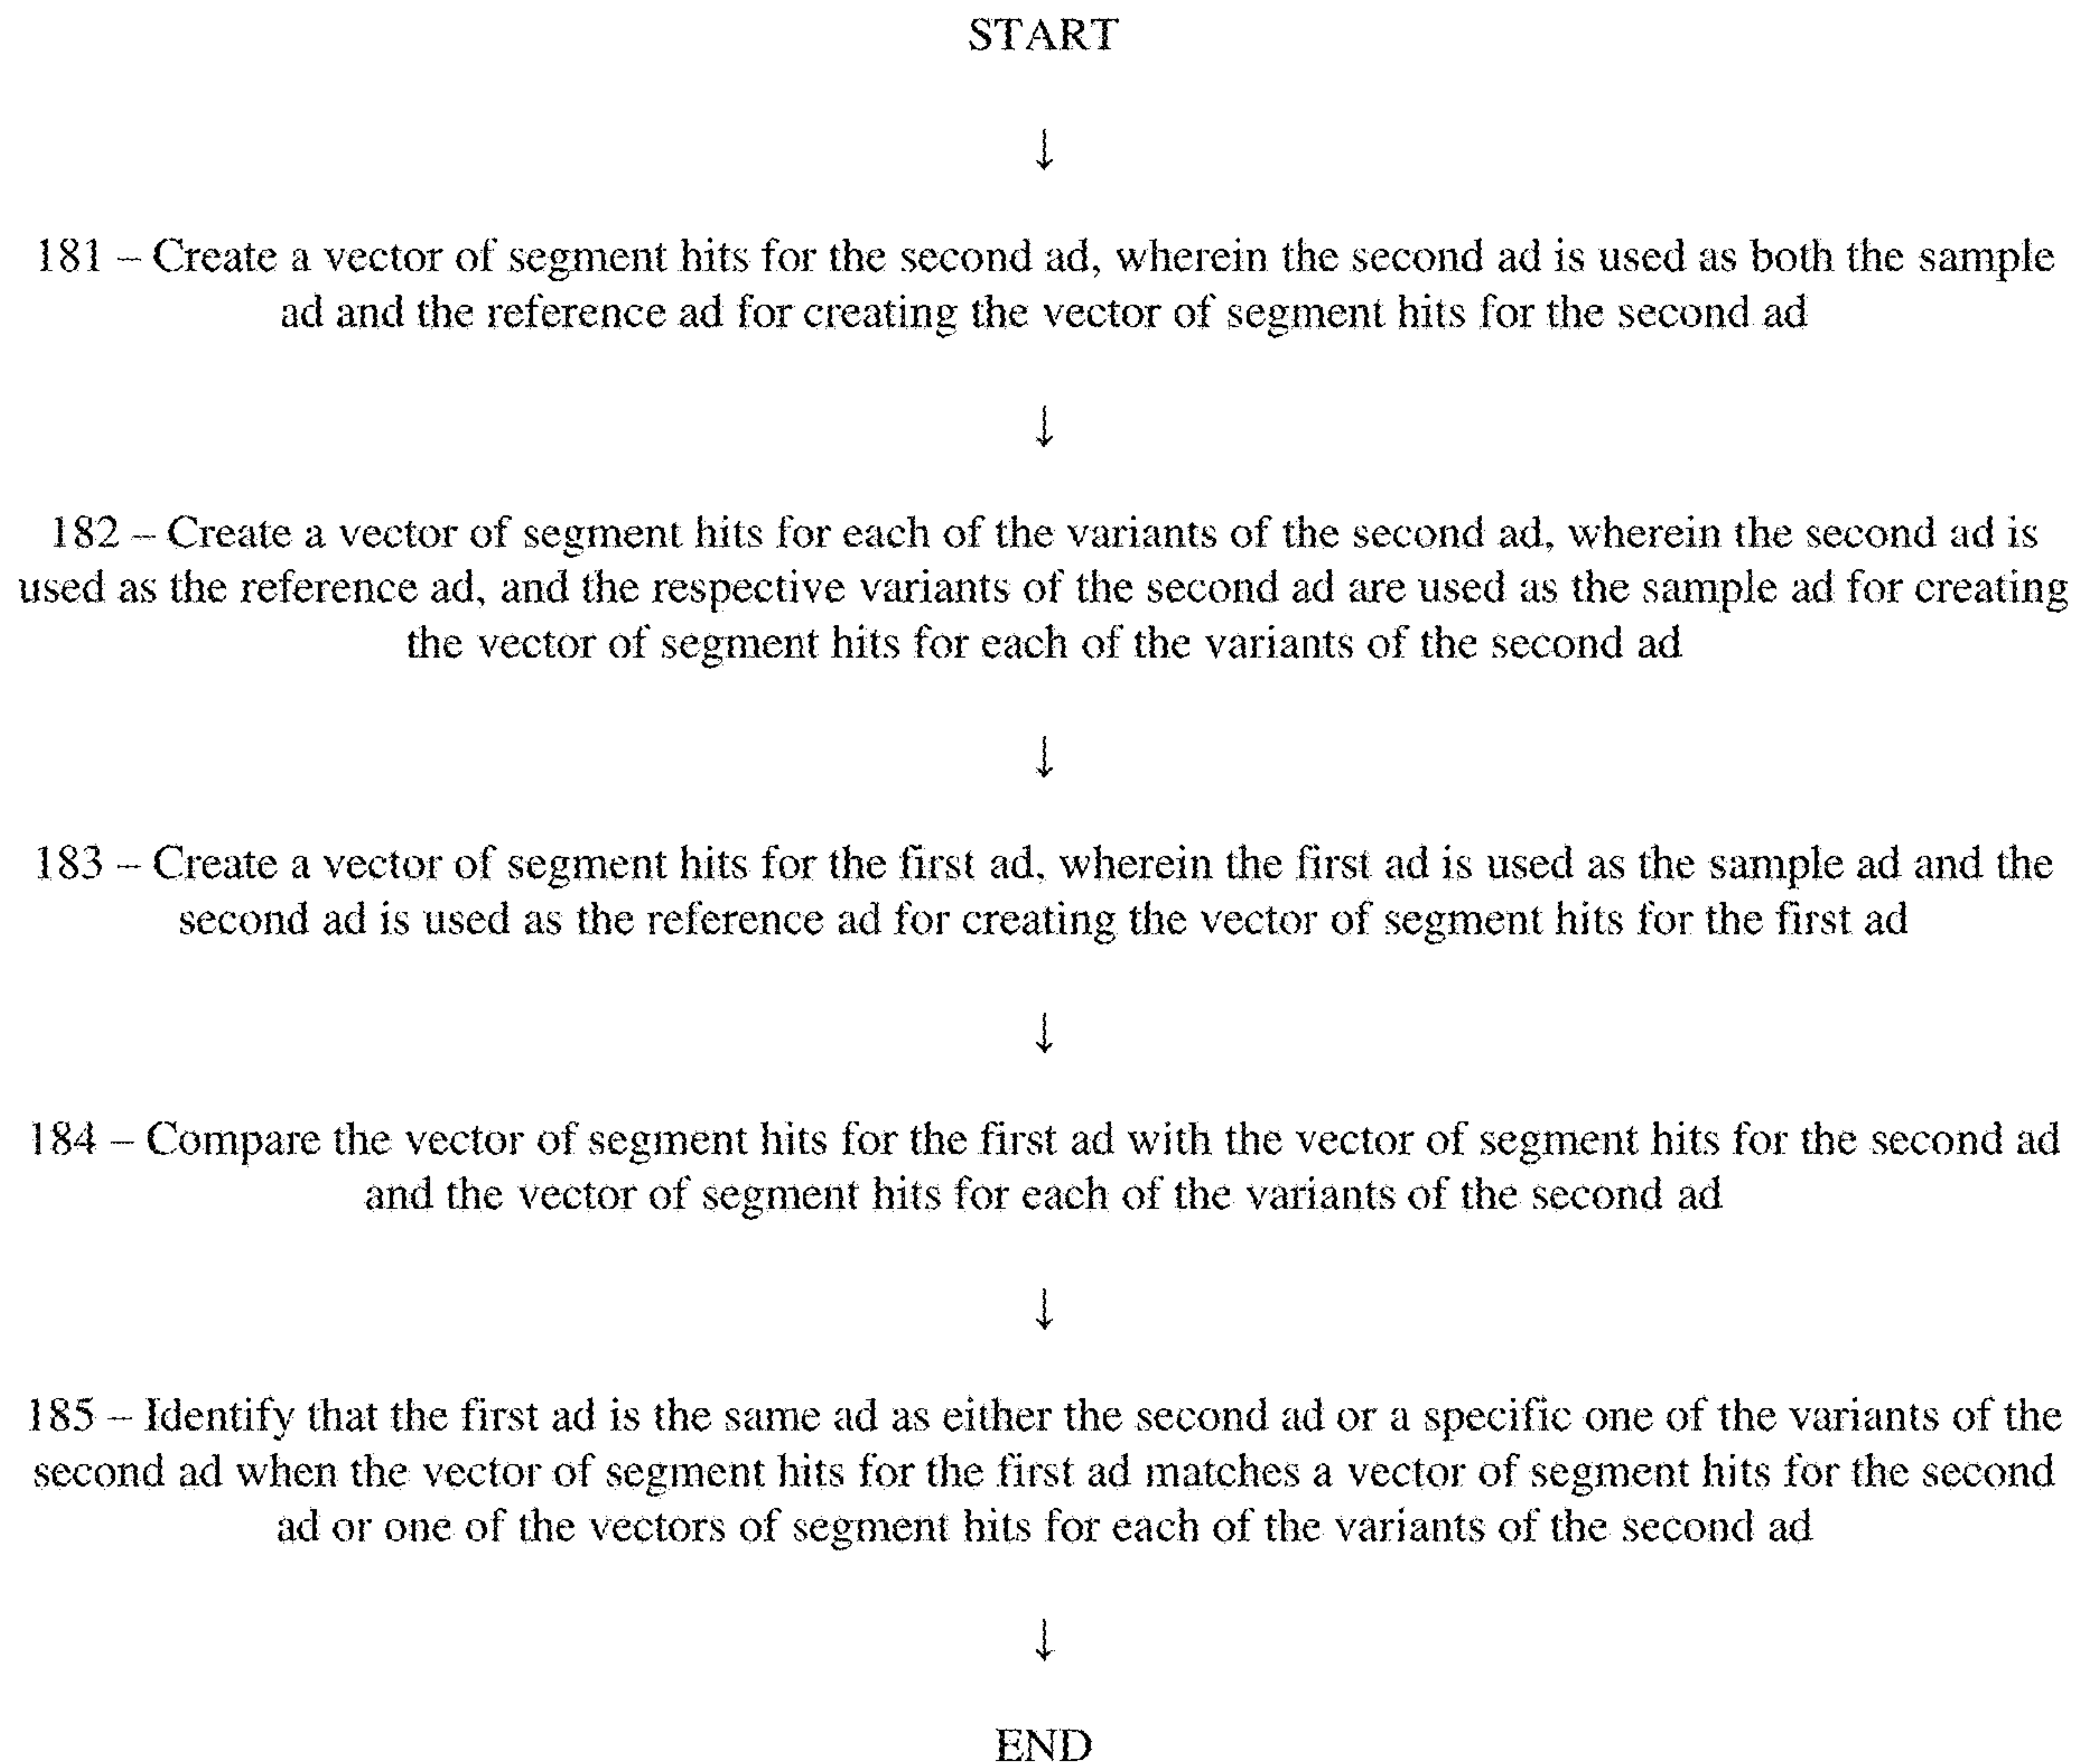 START
↓
181 – Create a vector of segment hits for the second ad, wherein the second ad is used as both the sample
ad and the reference ad for creating the vector of segment hits for the second ad
↓
182 – Create a vector of segment hits for each of the variants of the second ad, wherein the second ad is
used as the reference ad, and the respective variants of the second ad are used as the sample ad for creating
the vector of segment hits for each of the variants of the second ad
↓
183 – Create a vector of segment hits for the first ad, wherein the first ad is used as the sample ad and the
second ad is used as the reference ad for creating the vector of segment hits for the first ad
↓
184 – Compare the vector of segment hits for the first ad with the vector of segment hits for the second ad
and the vector of segment hits for each of the variants of the second ad
↓
185 – Identify that the first ad is the same ad as either the second ad or a specific one of the variants of the
second ad when the vector of segment hits for the first ad matches a vector of segment hits for the second
ad or one of the vectors of segment hits for each of the variants of the second ad
↓
END